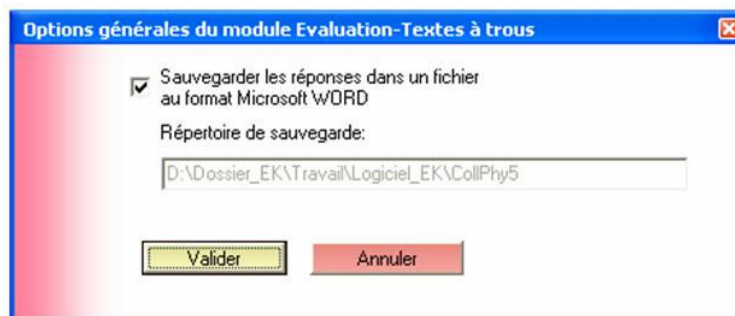 Options générales du module Evaluation-Textes à trous
Sauvegarder les réponses dans un fichier
au format Microsoft WORD
Répertoire de sauvegarde:
D:\Dossier_EK\Travail\Logiciel_EK\CollPhy5
Valider
Annuler